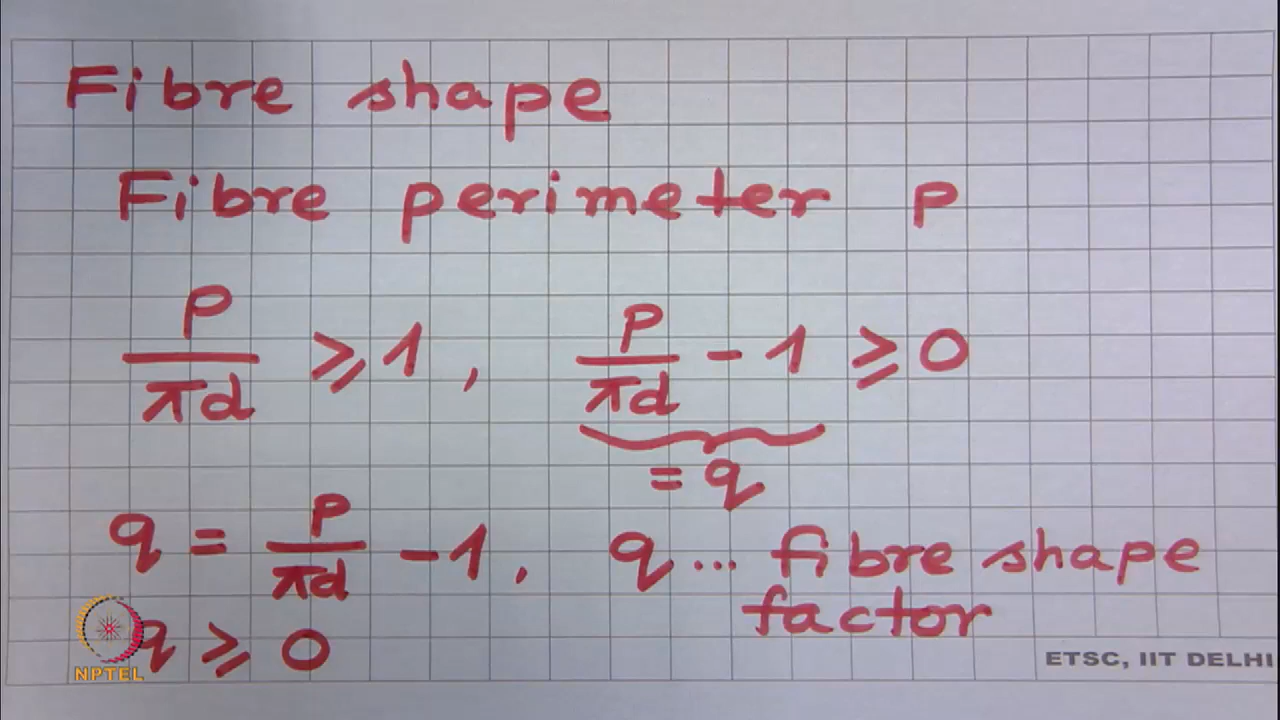 Fibre shape
Fibre perimeter p
p/πd ⩾ 1, p/πd - 1 ⩾ 0
= q
q = p/πd - 1, q ... fibre shape
factor
q ⩾ 0
NPTEL
ETSC, IIT DELHI